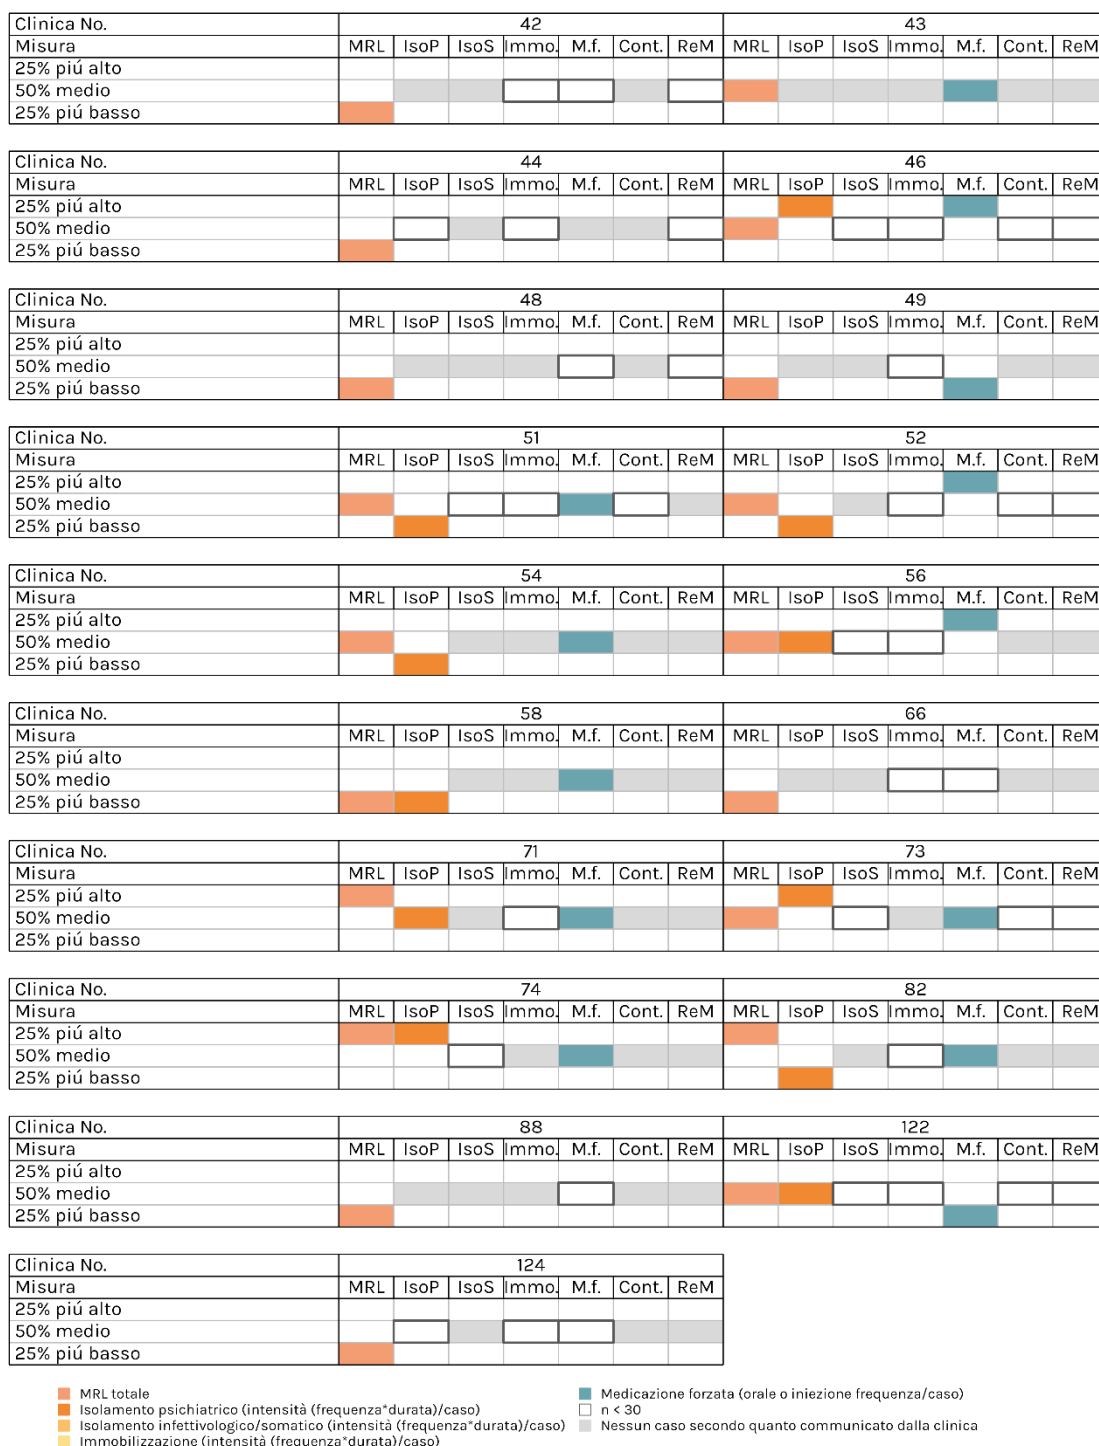 Clinica No. 42 43
Misura MRL IsoP IsoS Immo. M.f. Cont. ReM MRL IsoP IsoS Immo. M.f. Cont. ReM
25% piú alto
50% medio
25% piú basso
Clinica No. 44 46
Misura MRL IsoP IsoS Immo. M.f. Cont. ReM MRL IsoP IsoS Immo. M.f. Cont. ReM
25% piú alto
50% medio
25% piú basso
Clinica No. 48 49
Misura MRL IsoP IsoS Immo. M.f. Cont. ReM MRL IsoP IsoS Immo. M.f. Cont. ReM
25% piú alto
50% medio
25% piú basso
Clinica No. 51 52
Misura MRL IsoP IsoS Immo. M.f. Cont. ReM MRL IsoP IsoS Immo. M.f. Cont. ReM
25% piú alto
50% medio
25% piú basso
Clinica No. 54 56
Misura MRL IsoP IsoS Immo. M.f. Cont. ReM MRL IsoP IsoS Immo. M.f. Cont. ReM
25% piú alto
50% medio
25% piú basso
Clinica No. 58 66
Misura MRL IsoP IsoS Immo. M.f. Cont. ReM MRL IsoP IsoS Immo. M.f. Cont. ReM
25% piú alto
50% medio
25% piú basso
Clinica No. 71 73
Misura MRL IsoP IsoS Immo. M.f. Cont. ReM MRL IsoP IsoS Immo. M.f. Cont. ReM
25% piú alto
50% medio
25% piú basso
Clinica No. 74 82
Misura MRL IsoP IsoS Immo. M.f. Cont. ReM MRL IsoP IsoS Immo. M.f. Cont. ReM
25% piú alto
50% medio
25% piú basso
Clinica No. 88 122
Misura MRL IsoP IsoS Immo. M.f. Cont. ReM MRL IsoP IsoS Immo. M.f. Cont. ReM
25% piú alto
50% medio
25% piú basso
Clinica No. 124
Misura MRL IsoP IsoS Immo. M.f. Cont. ReM
25% piú alto
50% medio
25% piú basso
MRL totale
Isolamento psichiatrico (intensità (frequenza*durata)/caso)
Isolamento infettivologico/somatico (intensità (frequenza*durata)/caso)
Immobilizzazione (intensità (frequenza*durata)/caso)
Medicazione forzata (orale o iniezione frequenza/caso)
n < 30
Nessun caso secondo quanto communicato dalla clinica